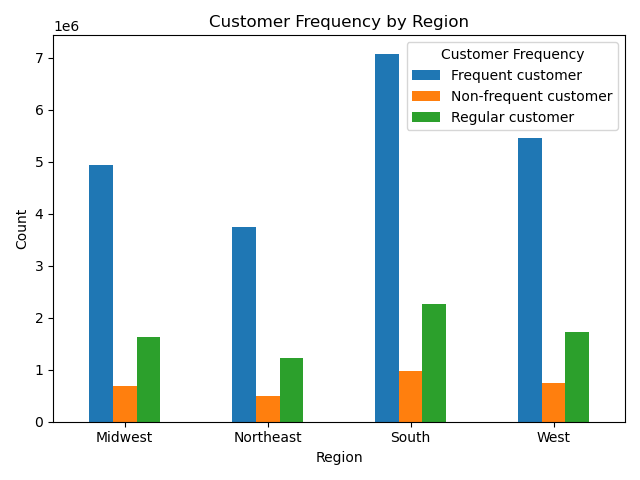 Customer Frequency by Region
1e6
Customer Frequency
Frequent customer
Non-frequent customer
Regular customer
7
6
5
4
3
2
1
0
Count
Midwest Northeast South West
Region